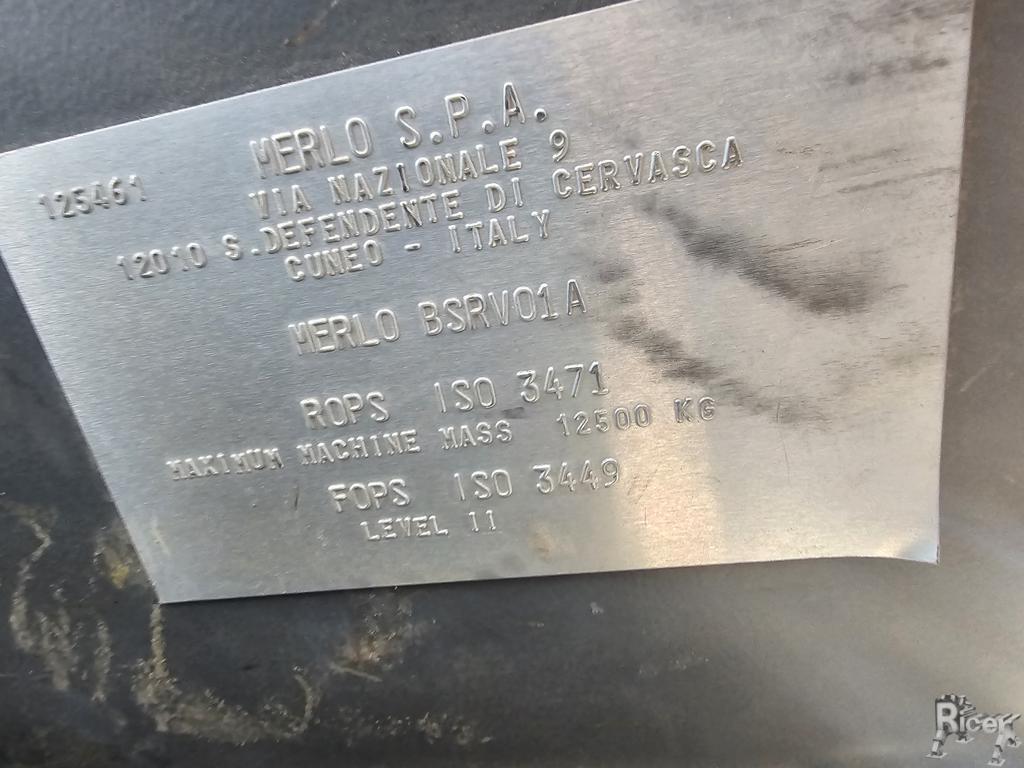 MERLO S.P.A.
VIA NAZIONALE 9
125461
12010 S.DEFENDENTE DI CERVASCA
CUNEO - ITALY
MERLO BSRV01A
ROPS ISO 3471
MAXIMUM MACHINE MASS 12500 KG
FOPS ISO 3449
LEVEL II
Ricer